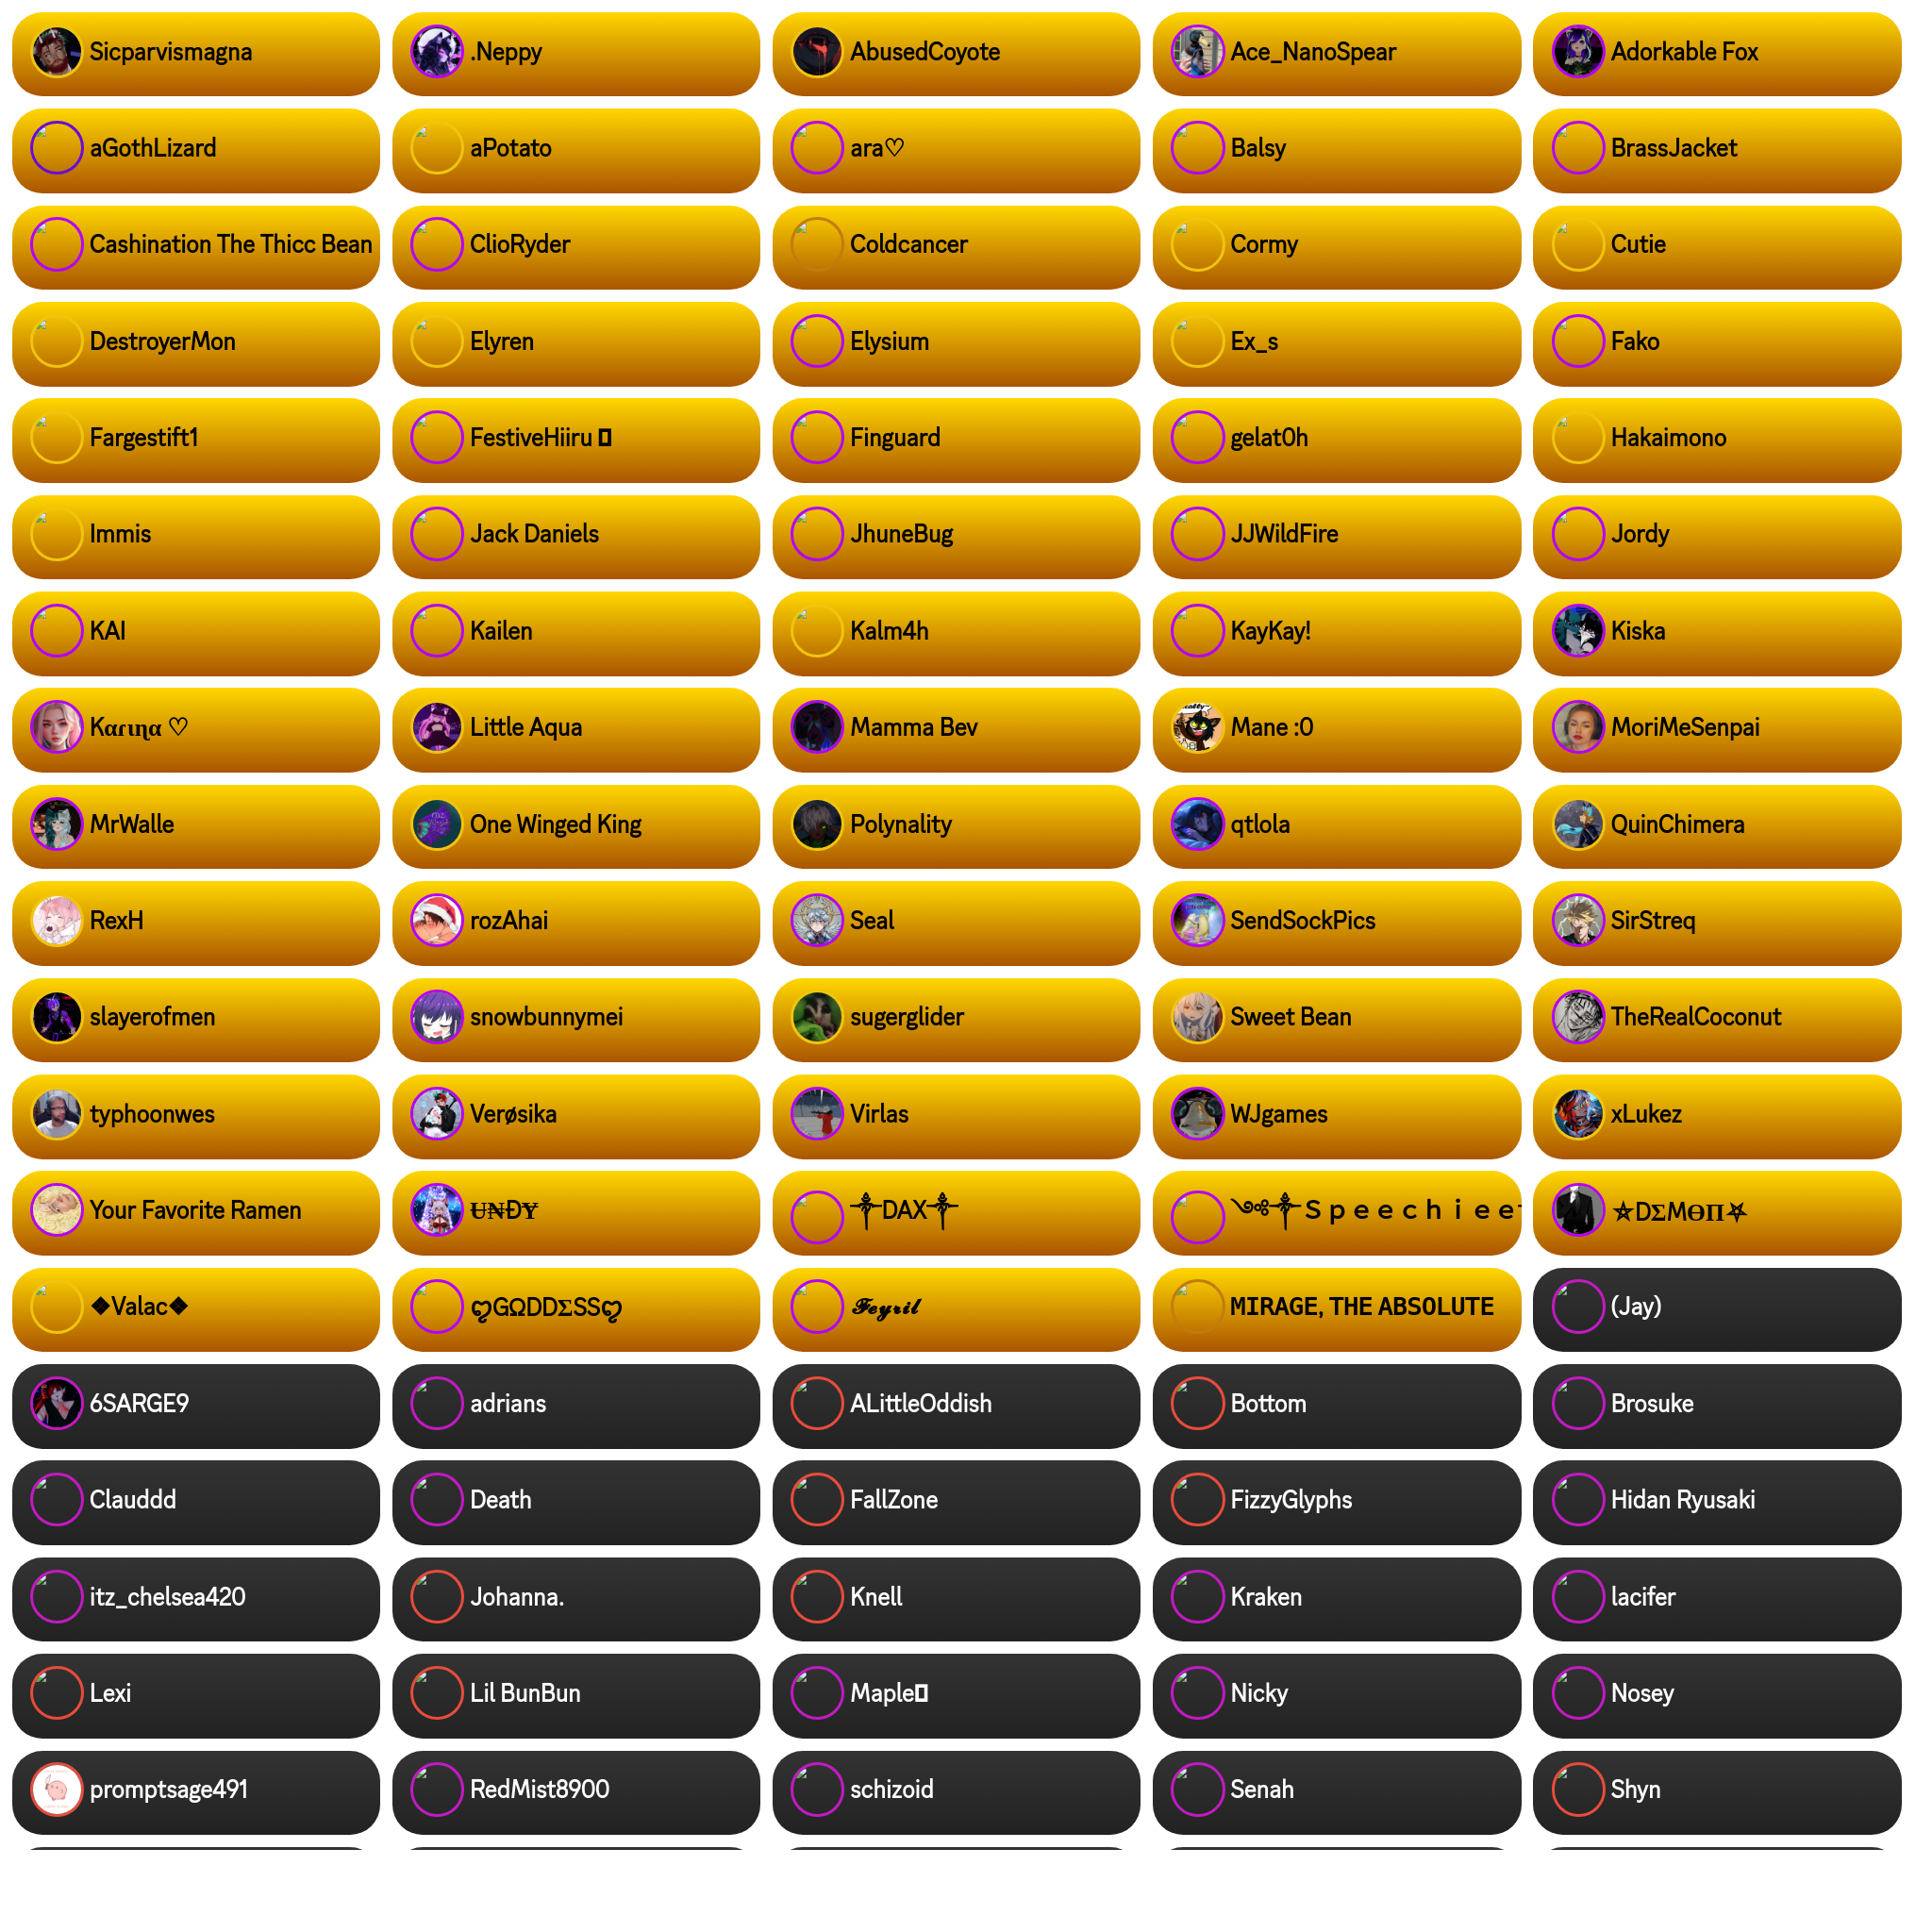 Sicparvismagna
.Neppy
AbusedCoyote
Ace_NanoSpear
Adorkable Fox
aGothLizard
aPotato
ara♡
Balsy
BrassJacket
Cashination The Thicc Bean
ClioRyder
Coldcancer
Cormy
Cutie
DestroyerMon
Elyren
Elysium
Ex_s
Fako
Fargestift1
FestiveHiiru
Finguard
gelat0h
Hakaimono
Immis
Jack Daniels
JhuneBug
JJWildFire
Jordy
KAI
Kailen
Kalm4h
KayKay!
Kiska
Kαɾιɳα ♡
Little Aqua
Mamma Bev
Mane :0
MoriMeSenpai
MrWalle
One Winged King
Polynality
qtlola
QuinChimera
RexH
rozAhai
Seal
SendSockPics
SirStreq
slayerofmen
snowbunnymei
sugerglider
Sweet Bean
TheRealCoconut
typhoonwes
Verøsika
Virlas
WJgames
xLukez
Your Favorite Ramen
U̶₦ĐɎ
༒DAX༒
༺༒Ｓｐｅｅｃｈｉｅｅ
⛤DΣMӨП⛧
❖Valac❖
ღGΩDDΣSSღ
𝓕𝓮𝔂𝓻𝓲𝓵
MIRAGE, THE ABSOLUTE
(Jay)
6SARGE9
adrians
ALittleOddish
Bottom
Brosuke
Clauddd
Death
FallZone
FizzyGlyphs
Hidan Ryusaki
itz_chelsea420
Johanna.
Knell
Kraken
lacifer
Lexi
Lil BunBun
Maple
Nicky
Nosey
promptsage491
RedMist8900
schizoid
Senah
Shyn